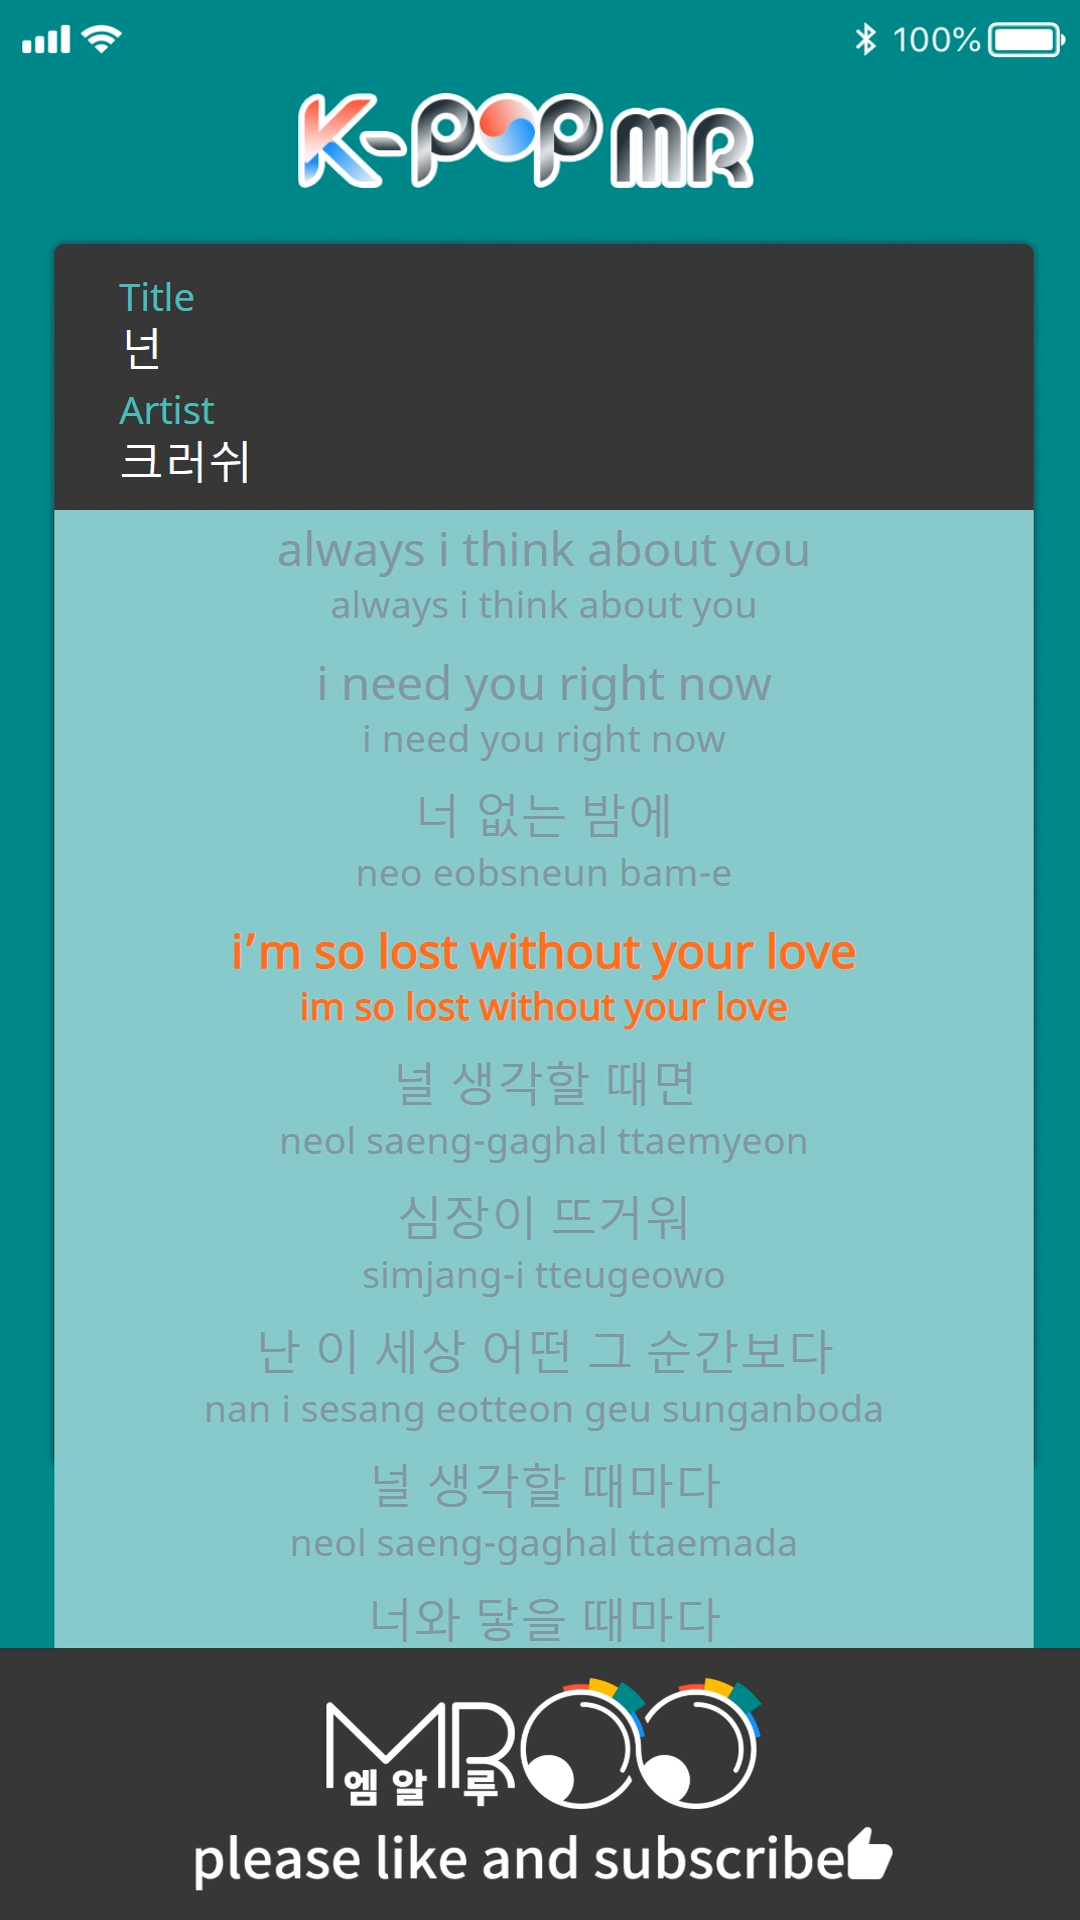 100%
K-POP MR
Title
넌
Artist
크러쉬
always i think about you
always i think about you
i need you right now
i need you right now
너 없는 밤에
neo eobsneun bam-e
i’m so lost without your love
im so lost without your love
널 생각할 때면
neol saeng-gaghal ttaemyeon
심장이 뜨거워
simjang-i tteugeowo
난 이 세상 어떤 그 순간보다
nan i sesang eotteon geu sunganboda
널 생각할 때마다
neol saeng-gaghal ttaemada
너와 닿을 때마다
MROO
엠알루
please like and subscribe